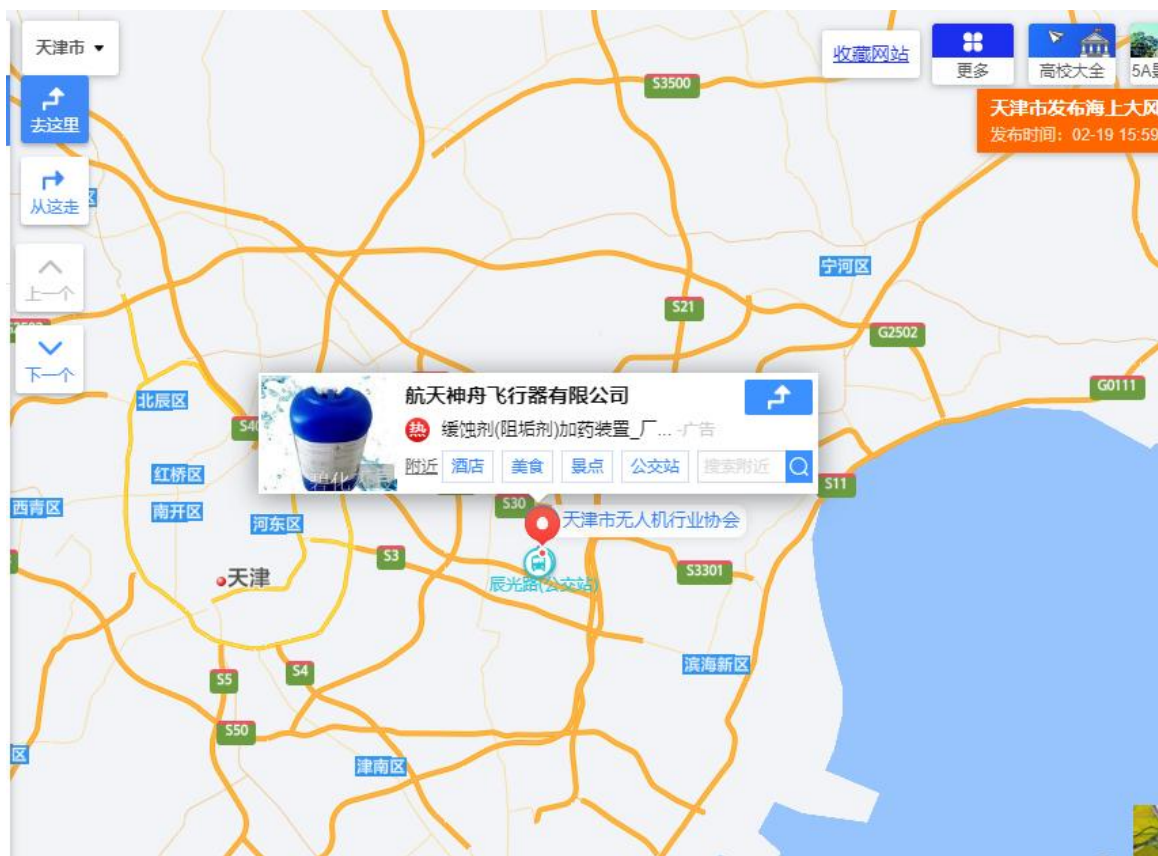 天津市
收藏网站
更多
高校大全
天津市发布海上大风
发布时间：02-19 15:59
去这里
从这走
上一个
下一个
S3500
宁河区
S21
G2502
G0111
北辰区
航天神舟飞行器有限公司
热 缓蚀剂(阻垢剂)加药装置_厂... -广告
附近 酒店 美食 景点 公交站 搜索附近
红桥区
S11
西青区
南开区
河东区
S30
天津市无人机行业协会
天津
S3
辰光路(公交站)
S3301
滨海新区
S5
S4
S50
津南区
区